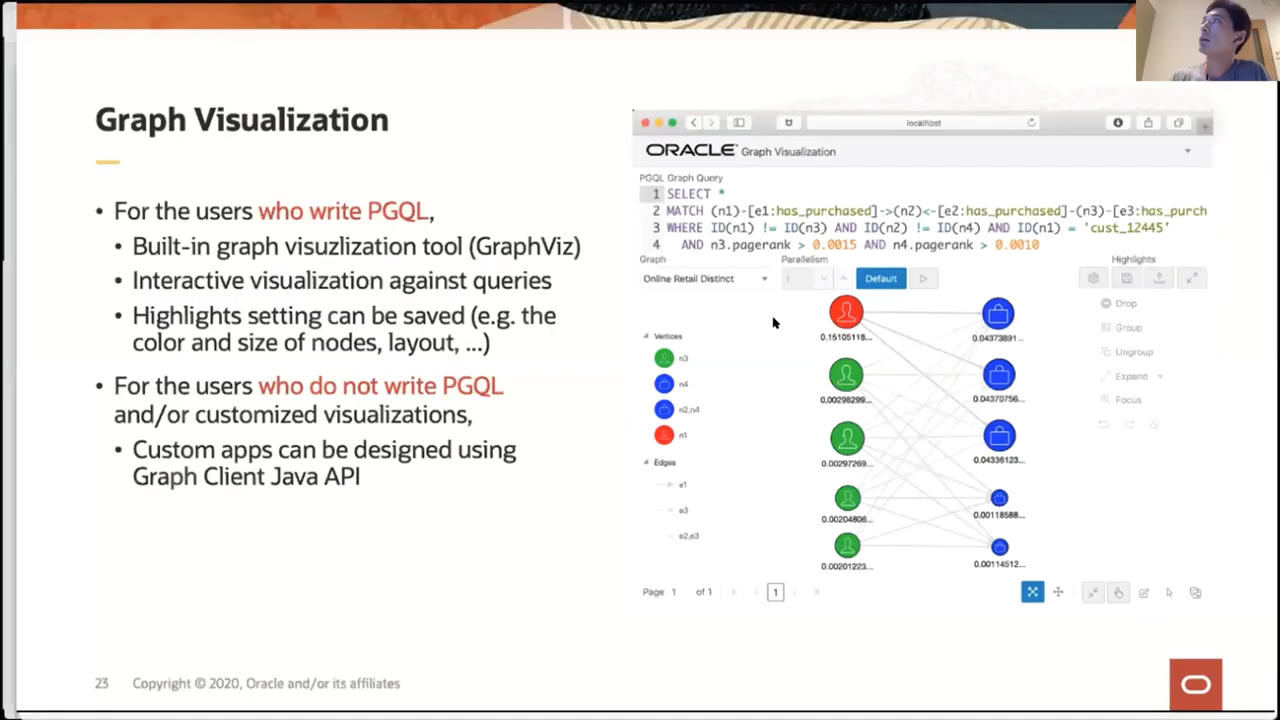 Graph Visualization
• For the users who write PGQL,
• Built-in graph visuzlization tool (GraphViz)
• Interactive visualization against queries
• Highlights setting can be saved (e.g. the
color and size of nodes, layout, ...)
• For the users who do not write PGQL
and/or customized visualizations,
• Custom apps can be designed using
Graph Client Java API
localhost
ORACLE Graph Visualization
PGQL Graph Query
1 SELECT *
2 MATCH (n1)-[e1:has_purchased]->(n2)<-[e2:has_purchased]-(n3)-[e3:has_purch
3 WHERE ID(n1) != ID(n3) AND ID(n2) != ID(n4) AND ID(n1) = 'cust_12445'
4 AND n3.pagerank > 0.0015 AND n4.pagerank > 0.0010
Graph Parallelism Highlights
Online Retail Distinct 1 Default
Drop
Group
Ungroup
Expand
Focus
Vertices
n3
n4
n2,n4
n1
Edges
e1
e3
e2,e3
0.15105118... 0.04373891...
0.00298299... 0.04370756...
0.00297269... 0.04336123...
0.00204806... 0.00118588...
0.00201223... 0.00114512...
Page 1 of 1 1
23 Copyright © 2020, Oracle and/or its affiliates